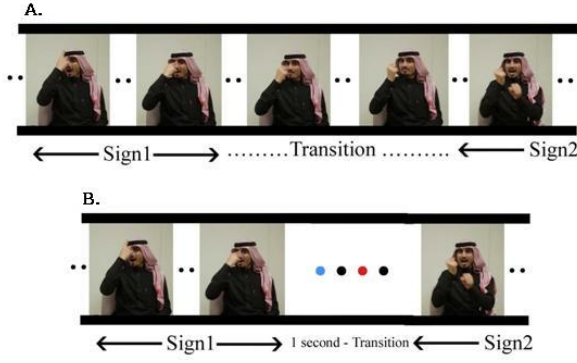 A.
Sign1 .........Transition ......... Sign2
B.
Sign1 1 second - Transition Sign2